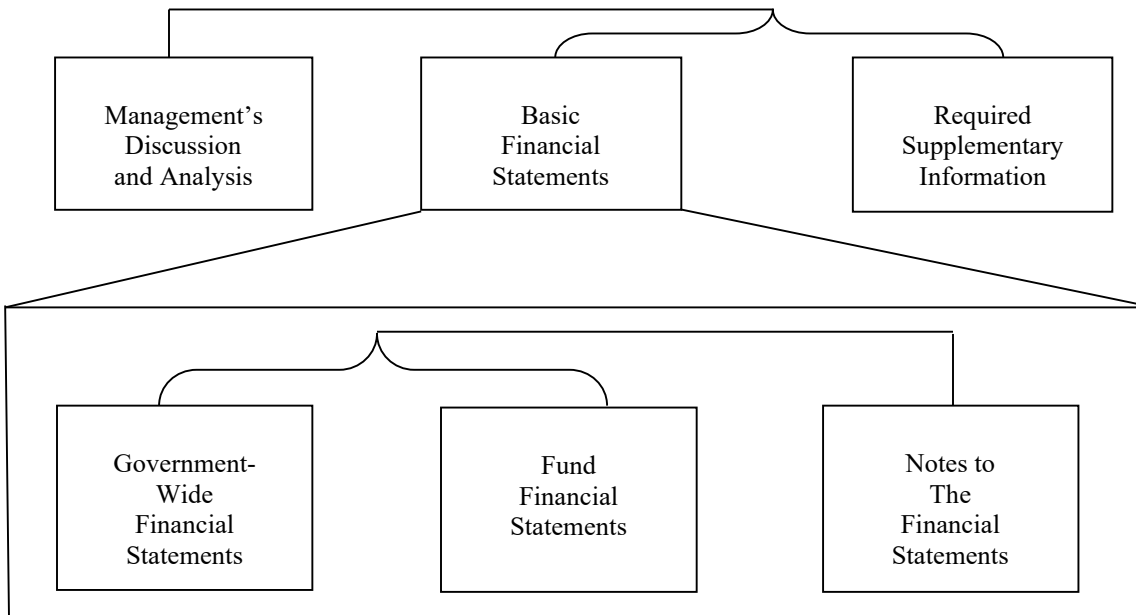 Management’s
Discussion
and Analysis
Basic
Financial
Statements
Required
Supplementary
Information
Government-
Wide
Financial
Statements
Fund
Financial
Statements
Notes to
The
Financial
Statements